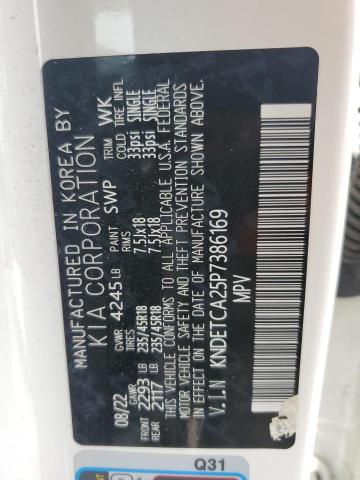 MANUFACTURED IN KOREA BY
KIA CORPORATION
08/22 GVWR 4245LB PAINT SWP TRIM WK
GAWR TIRES RIMS COLD TIRE INFL
FRONT 2293 LB 235/45R18 7.5Jx18 33psi SINGLE
REAR 2117 LB 235/45R18 7.5Jx18 33psi SINGLE
THIS VEHICLE CONFORMS TO ALL APPLICABLE U.S.A. FEDERAL
MOTOR VEHICLE SAFETY AND THEFT PREVENTION STANDARDS
IN EFFECT ON THE DATE OF MANUFACTURE SHOWN ABOVE.
V.I.N KNDETCA25P7386169
MPV
Q31